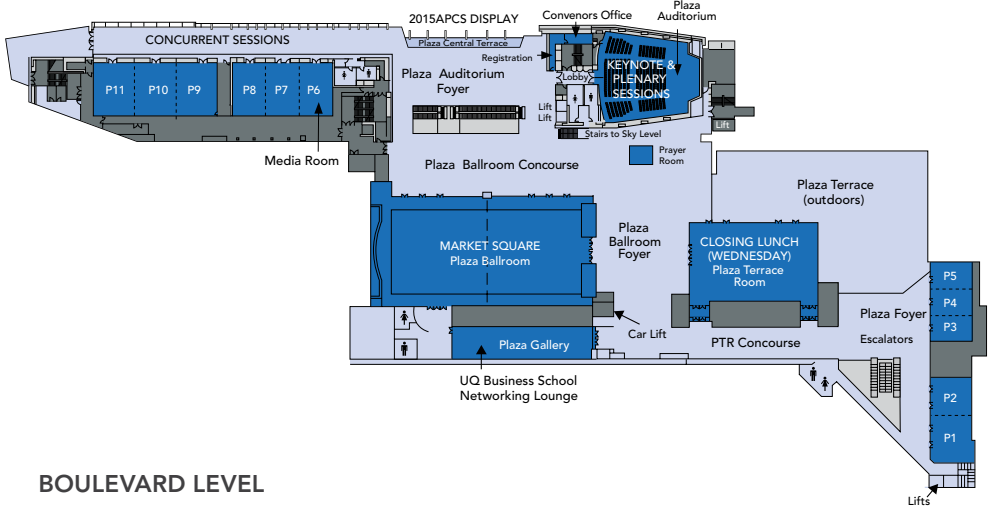 2015APCS DISPLAY
Convenors Office
Plaza
Auditorium
CONCURRENT SESSIONS
Plaza Central Terrace
Registration
Plaza Auditorium
Foyer
Lobby
KEYNOTE &
PLENARY
SESSIONS
P11
P10
P9
P8
P7
P6
Lift
Lift
Lift
Stairs to Sky Level
Media Room
Prayer
Room
Plaza Ballroom Concourse
Plaza Terrace
(outdoors)
MARKET SQUARE
Plaza Ballroom
Plaza
Ballroom
Foyer
CLOSING LUNCH
(WEDNESDAY)
Plaza Terrace
Room
P5
P4
P3
Plaza Foyer
Escalators
Car Lift
PTR Concourse
Plaza Gallery
UQ Business School
Networking Lounge
P2
P1
BOULEVARD LEVEL
Lifts